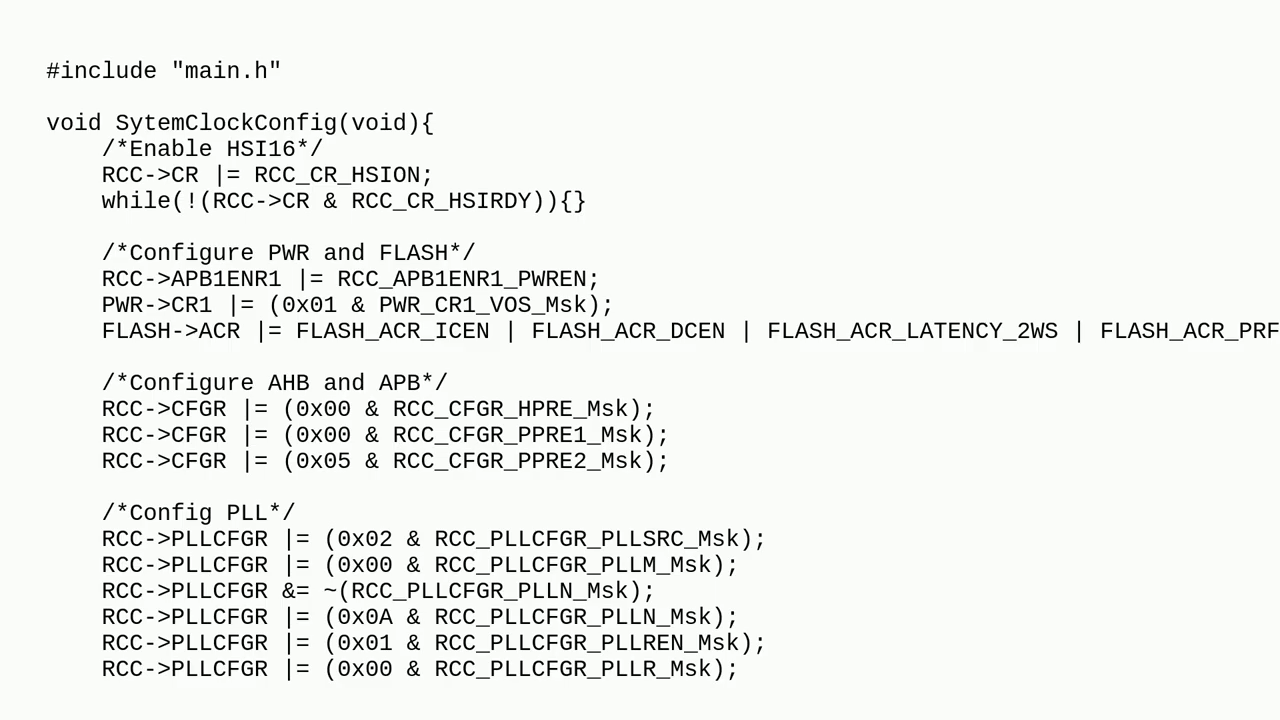 #include "main.h"
void SytemClockConfig(void){
/*Enable HSI16*/
RCC->CR |= RCC_CR_HSION;
while(!(RCC->CR & RCC_CR_HSIRDY)){}
/*Configure PWR and FLASH*/
RCC->APB1ENR1 |= RCC_APB1ENR1_PWREN;
PWR->CR1 |= (0x01 & PWR_CR1_VOS_Msk);
FLASH->ACR |= FLASH_ACR_ICEN | FLASH_ACR_DCEN | FLASH_ACR_LATENCY_2WS | FLASH_ACR_PRF
/*Configure AHB and APB*/
RCC->CFGR |= (0x00 & RCC_CFGR_HPRE_Msk);
RCC->CFGR |= (0x00 & RCC_CFGR_PPRE1_Msk);
RCC->CFGR |= (0x05 & RCC_CFGR_PPRE2_Msk);
/*Config PLL*/
RCC->PLLCFGR |= (0x02 & RCC_PLLCFGR_PLLSRC_Msk);
RCC->PLLCFGR |= (0x00 & RCC_PLLCFGR_PLLM_Msk);
RCC->PLLCFGR &= ~(RCC_PLLCFGR_PLLN_Msk);
RCC->PLLCFGR |= (0x0A & RCC_PLLCFGR_PLLN_Msk);
RCC->PLLCFGR |= (0x01 & RCC_PLLCFGR_PLLREN_Msk);
RCC->PLLCFGR |= (0x00 & RCC_PLLCFGR_PLLR_Msk);